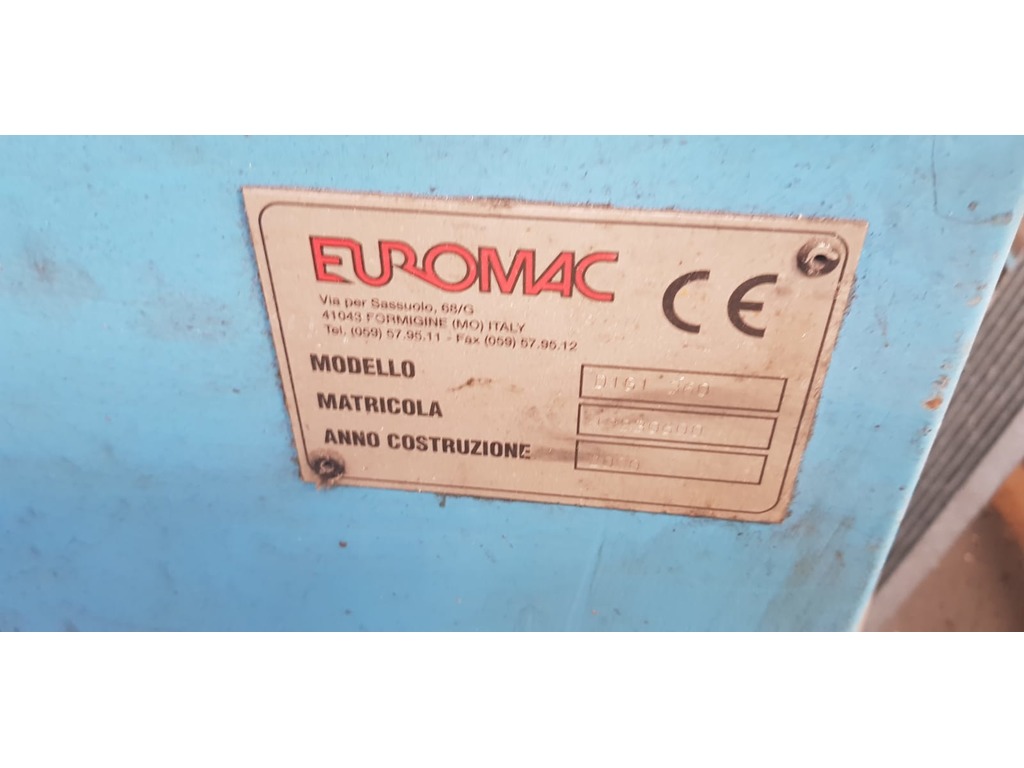 EUROMAC
CE
Via per Sassuolo, 68/G
41043 FORMIGINE (MO) ITALY
Tel. (059) 57.95.11 - Fax (059) 57.95.12
MODELLO DIGI
MATRICOLA
ANNO COSTRUZIONE